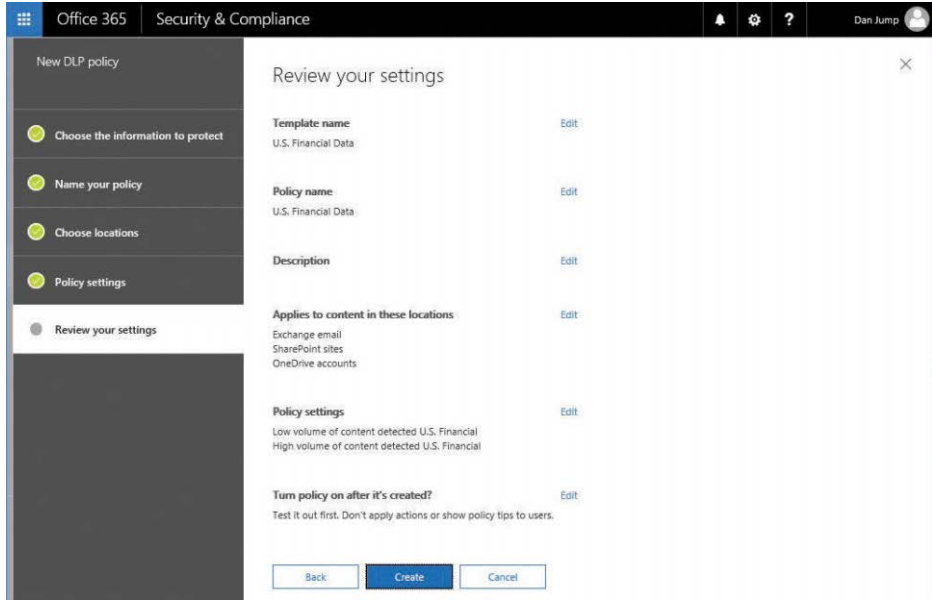 Office 365 Security & Compliance ? Dan Jump
New DLP policy
Choose the information to protect
Name your policy
Choose locations
Policy settings
Review your settings
Review your settings
Template name Edit
U.S. Financial Data
Policy name Edit
U.S. Financial Data
Description Edit
Applies to content in these locations Edit
Exchange email
SharePoint sites
OneDrive accounts
Policy settings Edit
Low volume of content detected U.S. Financial
High volume of content detected U.S. Financial
Turn policy on after it's created? Edit
Test it out first. Don't apply actions or show policy tips to users.
Back Create Cancel